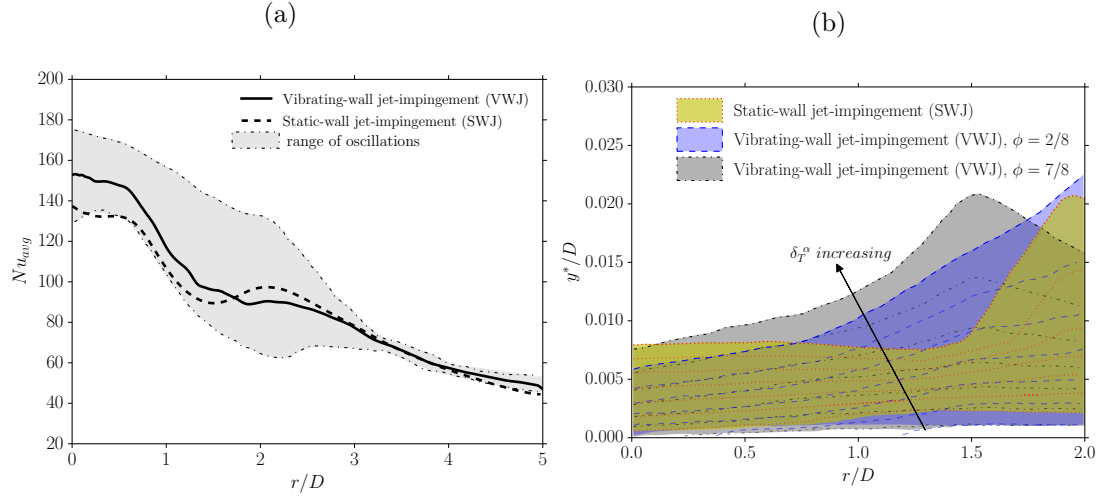 (a)
200
180
160
140
120
100
80
60
40
20
Nu_avg
0 1 2 3 4 5
r/D
Vibrating-wall jet-impingement (VWJ)
Static-wall jet-impingement (SWJ)
range of oscillations
(b)
0.030
0.025
0.020
0.015
0.010
0.005
0.000
y*/D
0.0 0.5 1.0 1.5 2.0
r/D
Static-wall jet-impingement (SWJ)
Vibrating-wall jet-impingement (VWJ), ϕ = 2/8
Vibrating-wall jet-impingement (VWJ), ϕ = 7/8
δ_T^α increasing